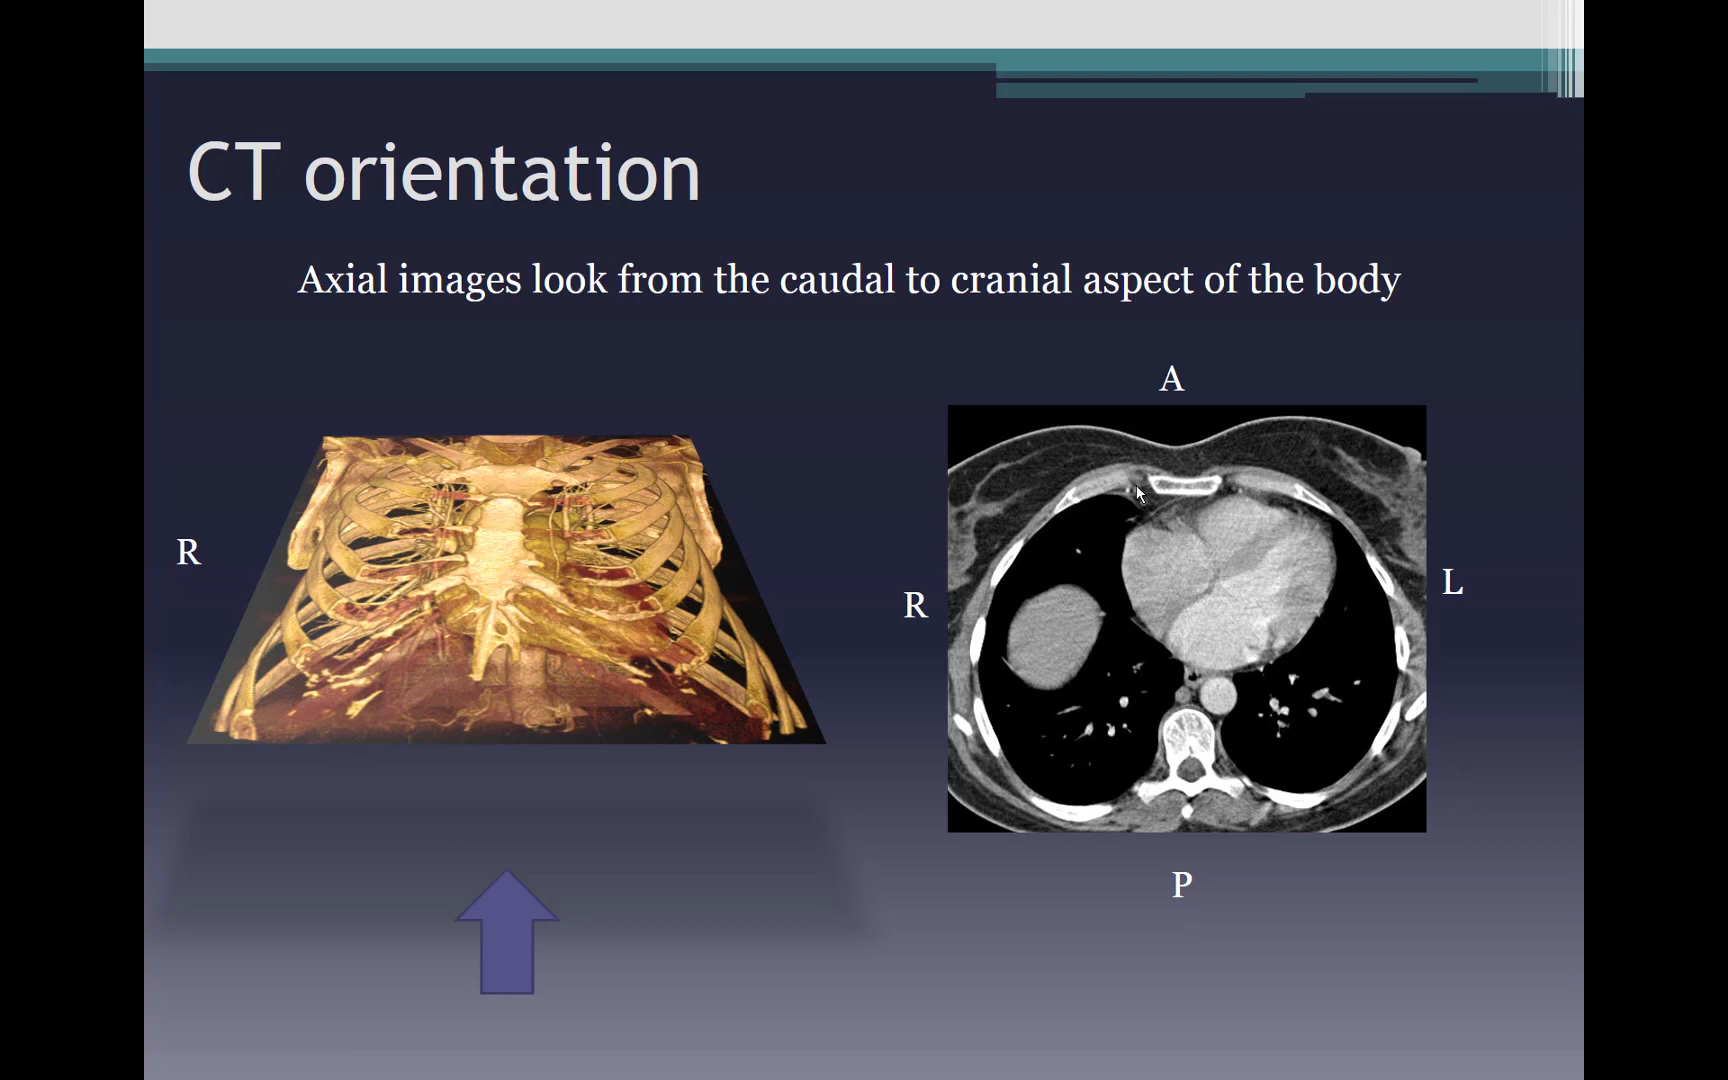 CT orientation
Axial images look from the caudal to cranial aspect of the body
A
R
R
L
P